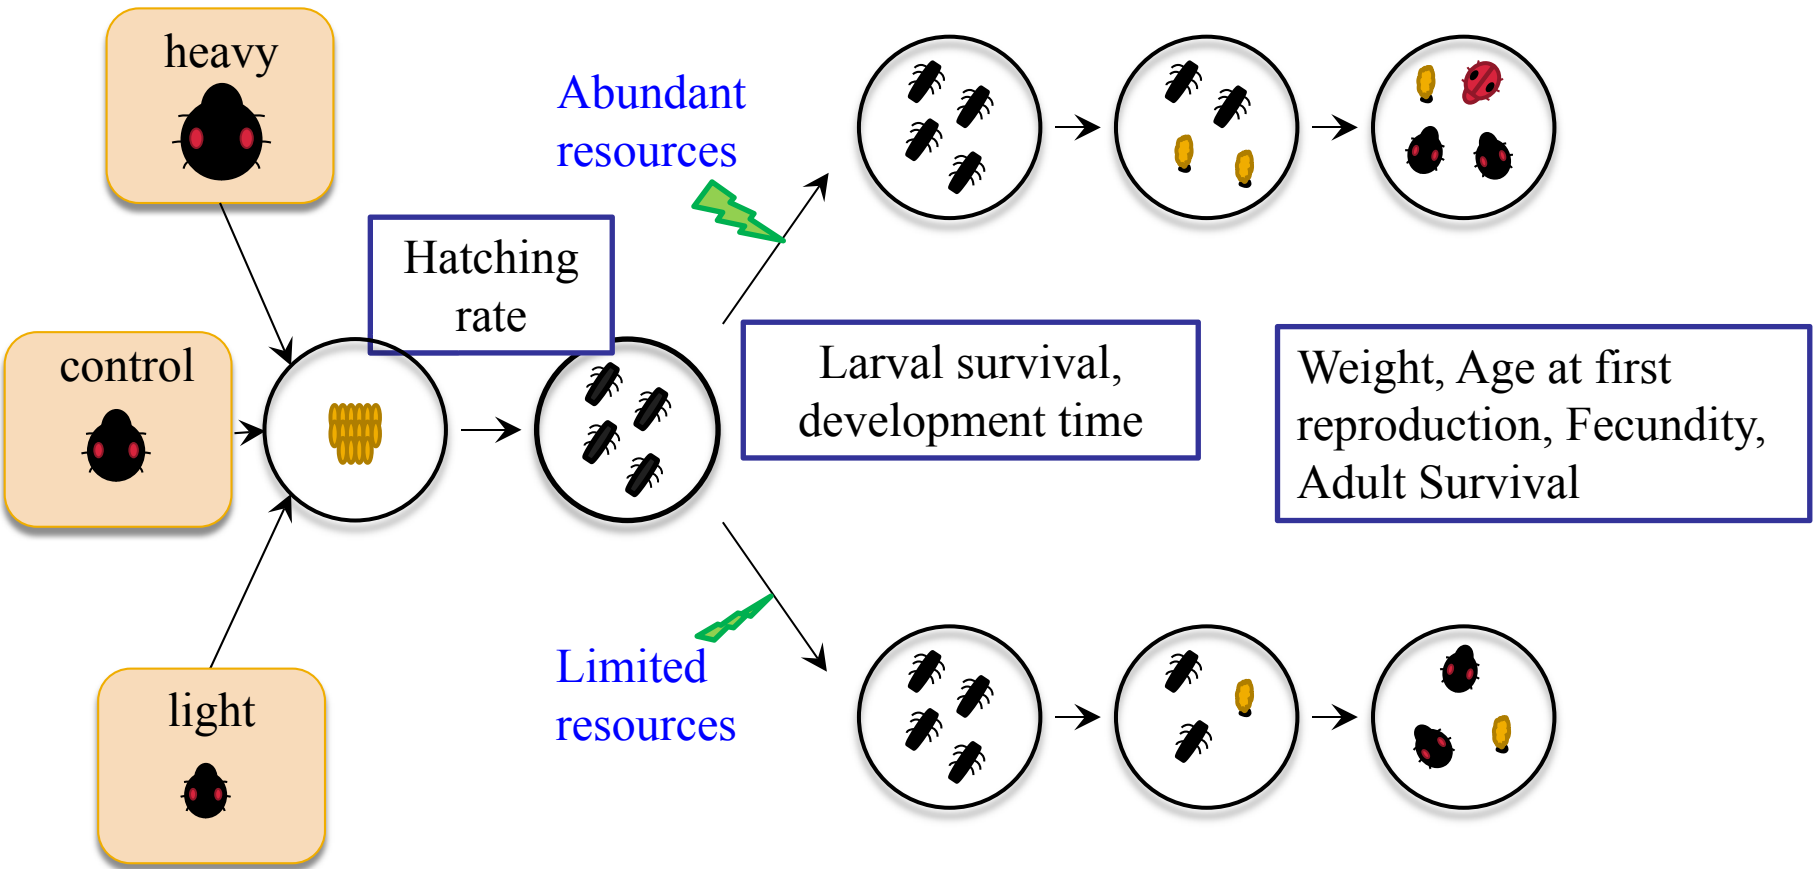 heavy
Abundant
resources
Hatching
rate
control
Larval survival,
development time
Weight, Age at first
reproduction, Fecundity,
Adult Survival
Limited
resources
light